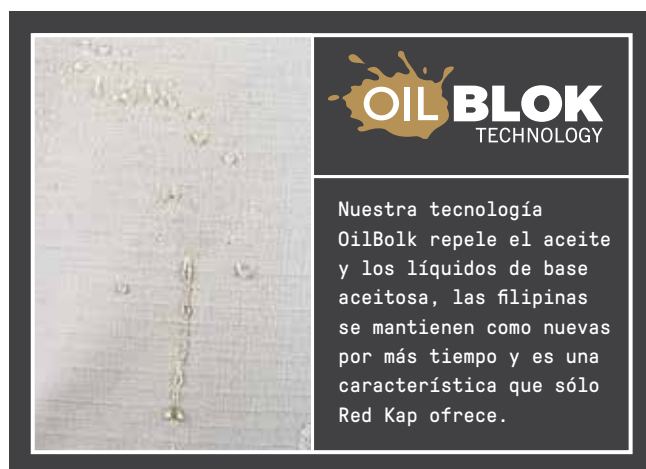 OIL BLOK
TECHNOLOGY
Nuestra tecnología
OilBolk repele el aceite
y los líquidos de base
aceitosa, las filipinas
se mantienen como nuevas
por más tiempo y es una
característica que sólo
Red Kap ofrece.